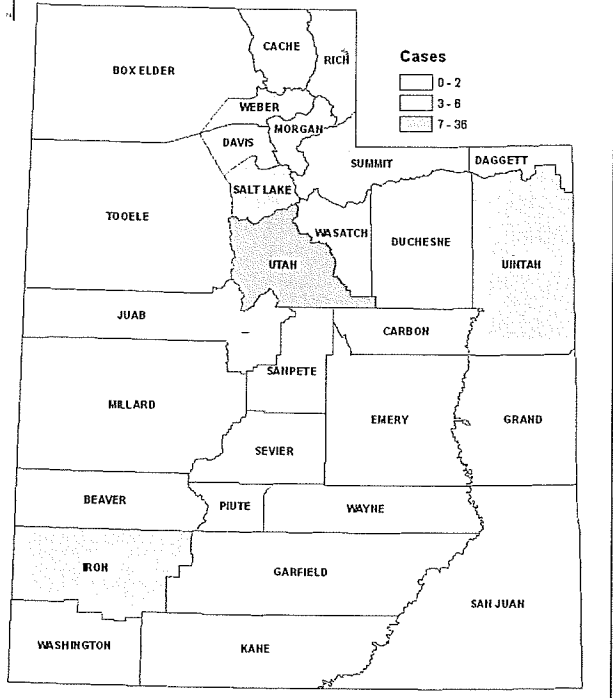 CACHE
RICH
BOX ELDER
Cases
0 - 2
3 - 6
7 - 36
WEBER
MORGAN
DAVIS
SUMMIT
DAGGETT
SALT LAKE
TOOELE
WASATCH
DUCHESNE
UTAH
UINTAH
JUAB
CARBON
SANPETE
MILLARD
EMERY
GRAND
SEVIER
BEAVER
PIUTE
WAYNE
IRON
GARFIELD
SAN JUAN
WASHINGTON
KANE